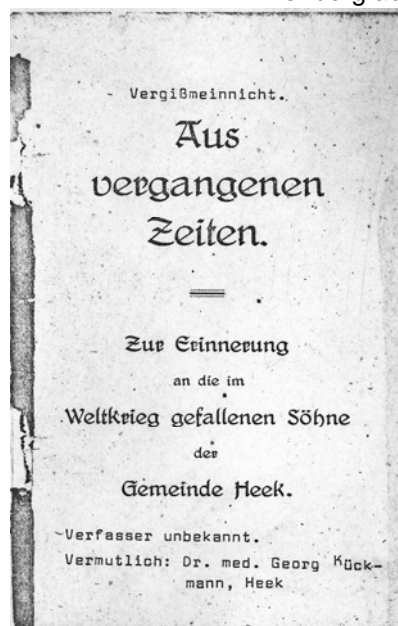 Vergißmeinnicht.
Aus
vergangenen
Zeiten.
Zur Erinnerung
an die im
Weltkrieg gefallenen Söhne
der
Gemeinde Heek.
Verfasser unbekannt.
Vermutlich: Dr. med. Georg Kück-
mann, Heek